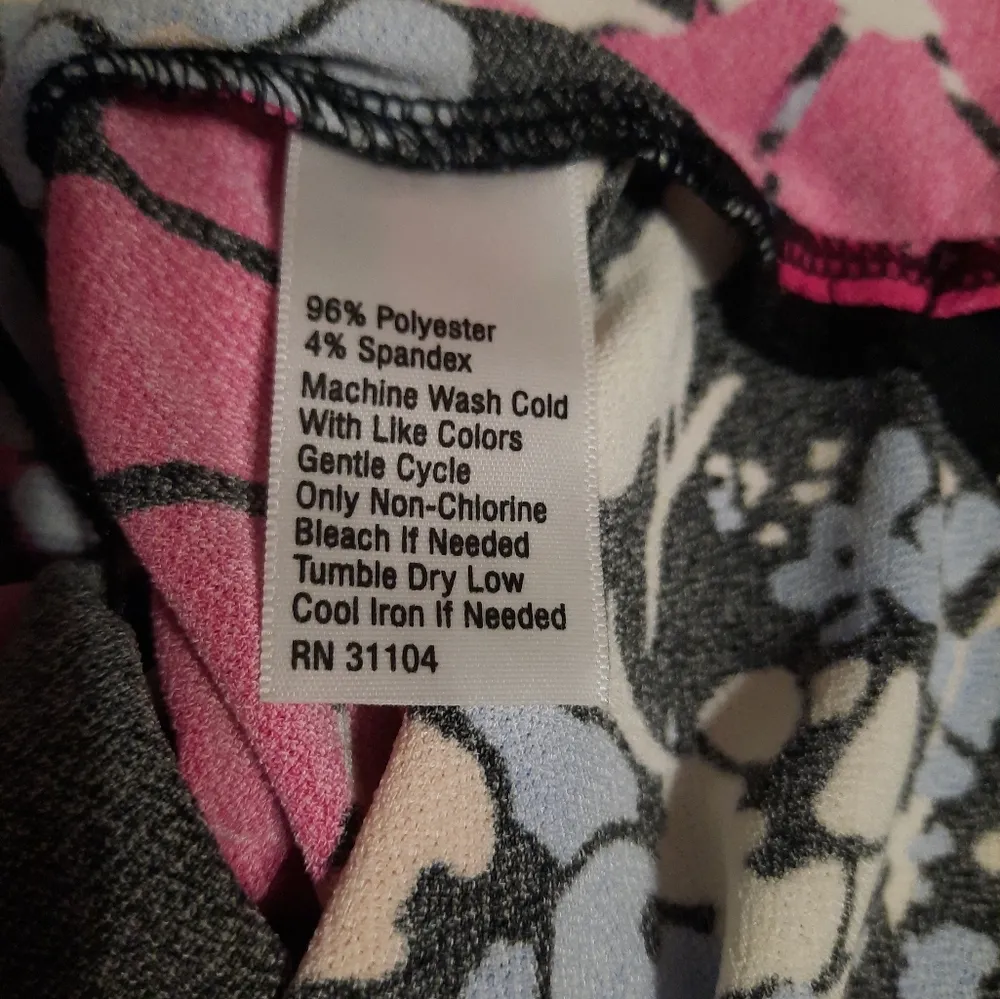 96% Polyester
4% Spandex
Machine Wash Cold
With Like Colors
Gentle Cycle
Only Non-Chlorine
Bleach If Needed
Tumble Dry Low
Cool Iron If Needed
RN 31104